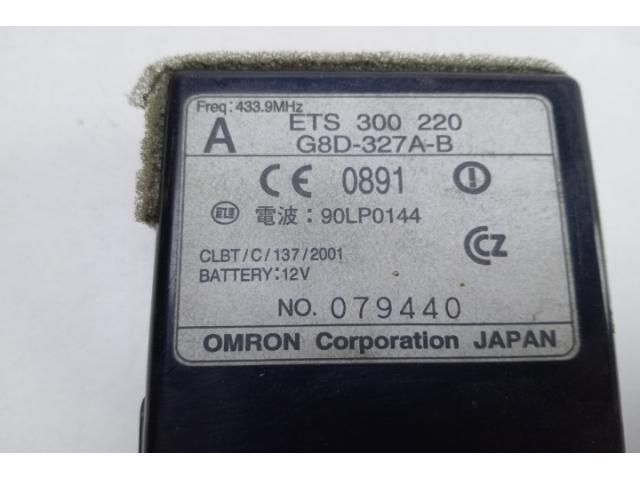 Freq: 433.9MHz
A ETS 300 220
G8D-327A-B
CE 0891
電波: 90LP0144
CLBT/C/137/2001
BATTERY: 12V
CZ
NO. 079440
OMRON Corporation JAPAN